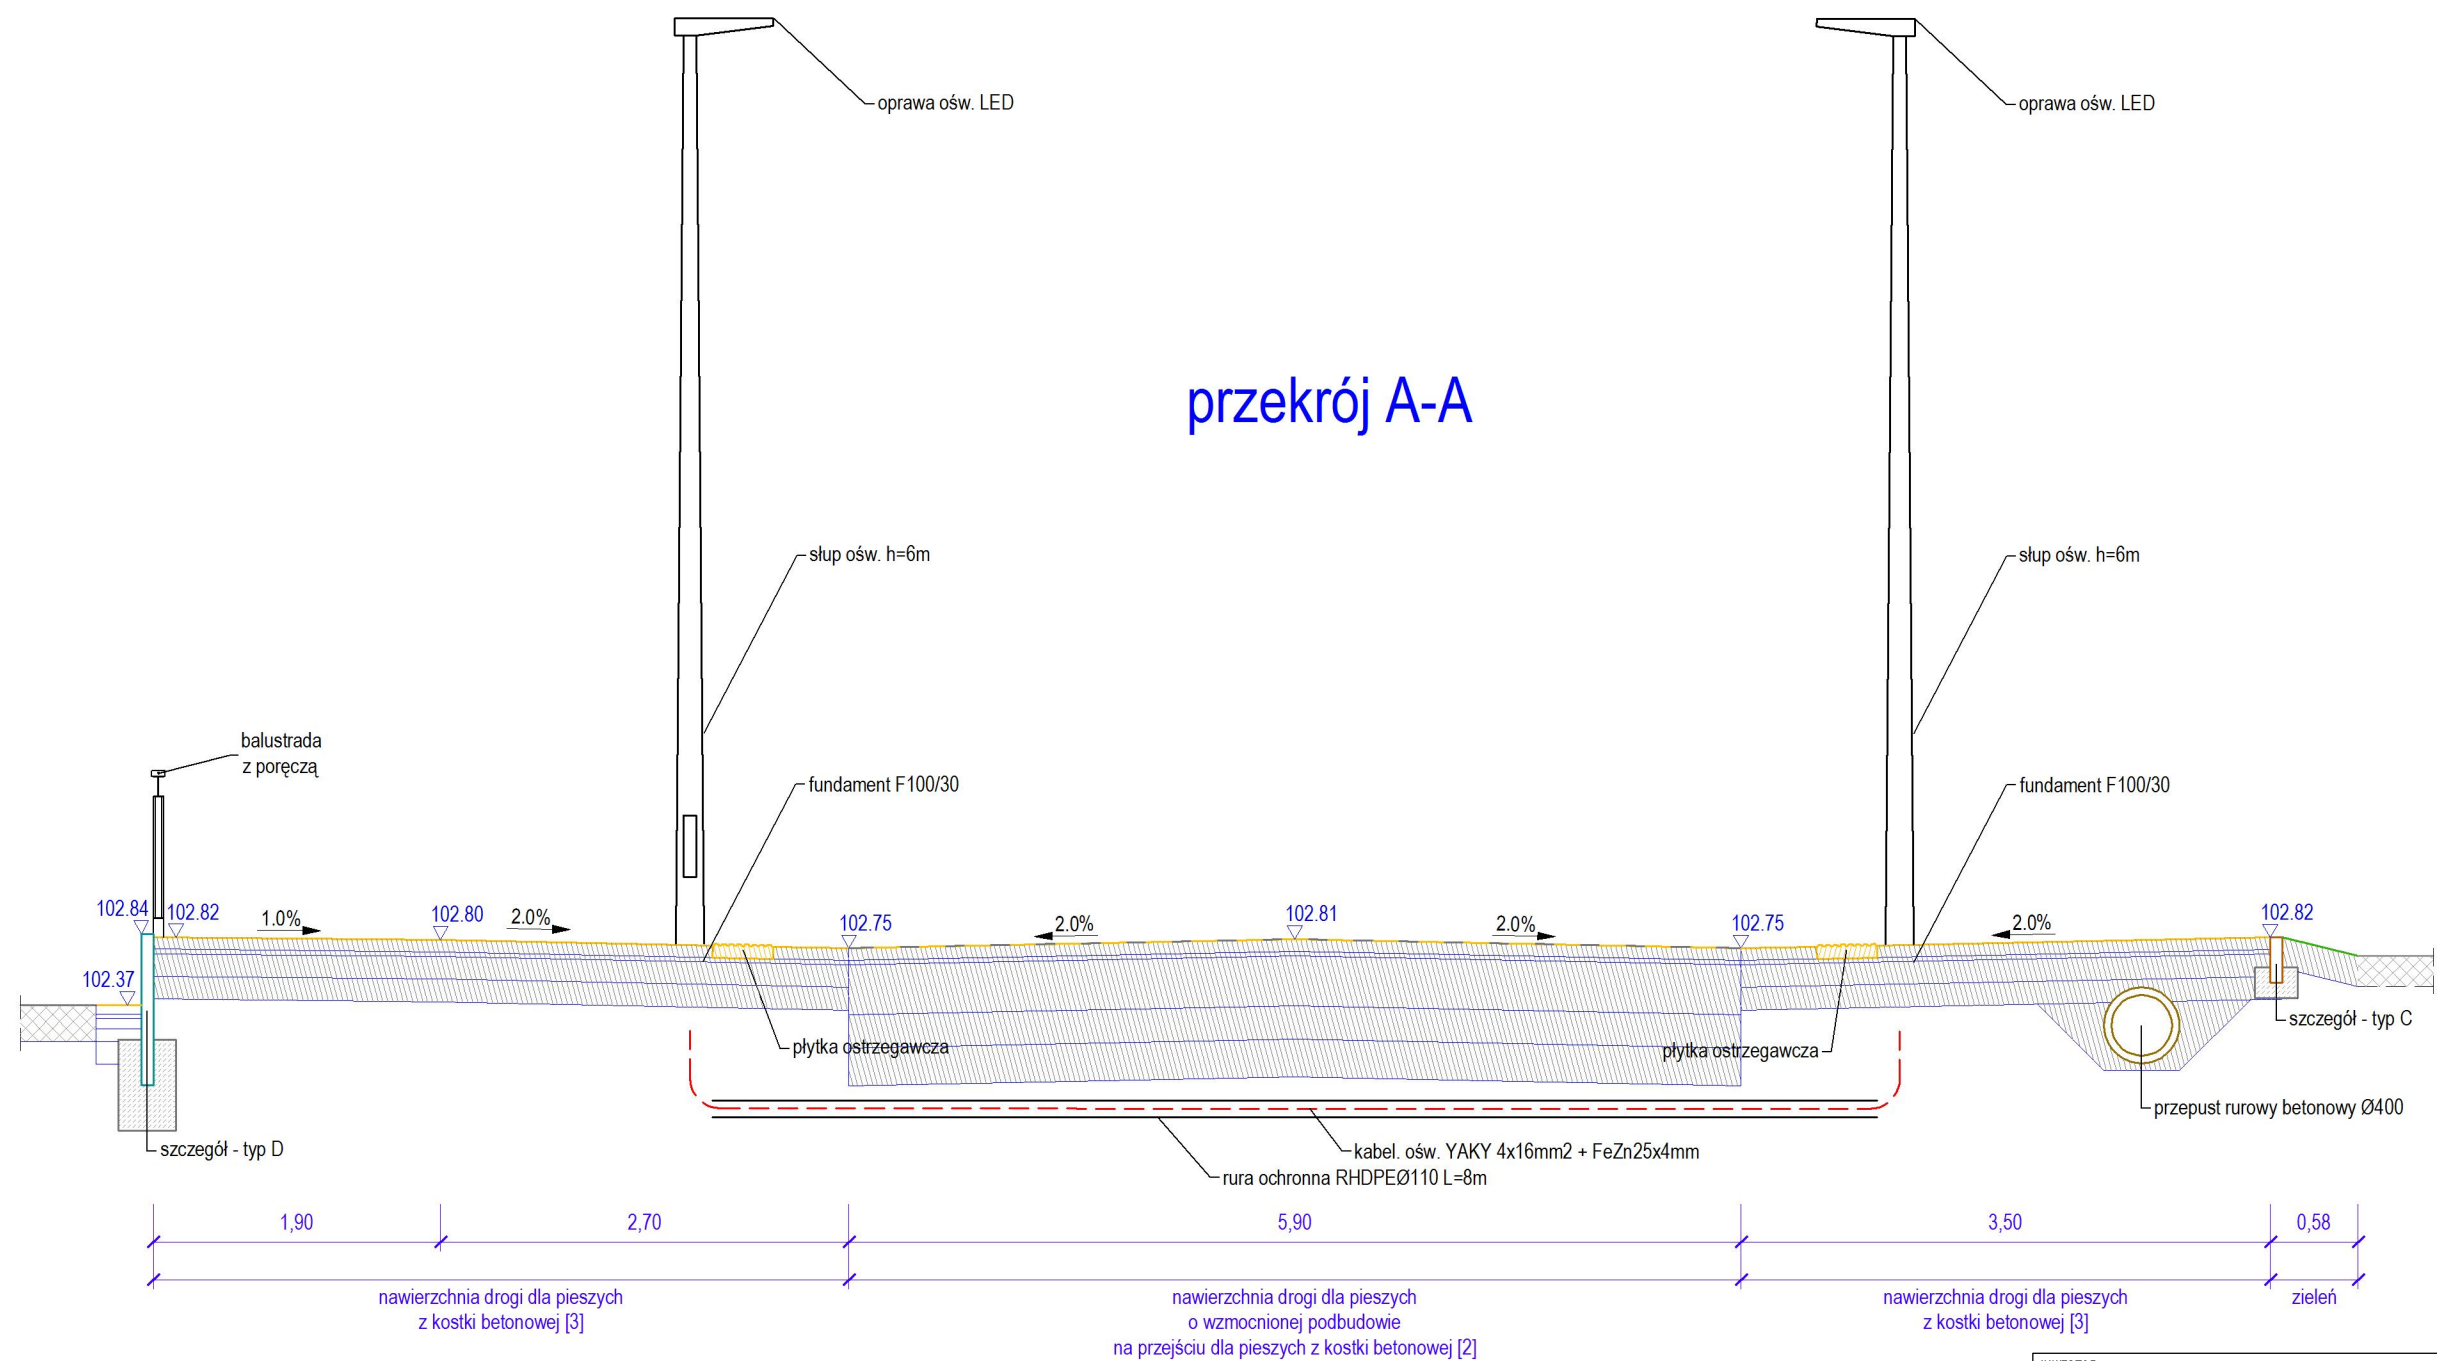 oprawa ośw. LED
oprawa ośw. LED
przekrój A-A
słup ośw. h=6m
słup ośw. h=6m
balustrada
z poręczą
fundament F100/30
fundament F100/30
102.84
102.82
1.0%
102.80
2.0%
102.75
2.0%
102.81
2.0%
102.75
2.0%
102.82
102.37
płytka ostrzegawcza
płytka ostrzegawcza
szczegół - typ C
przepust rurowy betonowy Ø400
szczegół - typ D
kabel. ośw. YAKY 4x16mm2 + FeZn25x4mm
rura ochronna RHDPEØ110 L=8m
1,90
2,70
5,90
3,50
0,58
nawierzchnia drogi dla pieszych
z kostki betonowej [3]
nawierzchnia drogi dla pieszych
o wzmocnionej podbudowie
na przejściu dla pieszych z kostki betonowej [2]
nawierzchnia drogi dla pieszych
z kostki betonowej [3]
zieleń